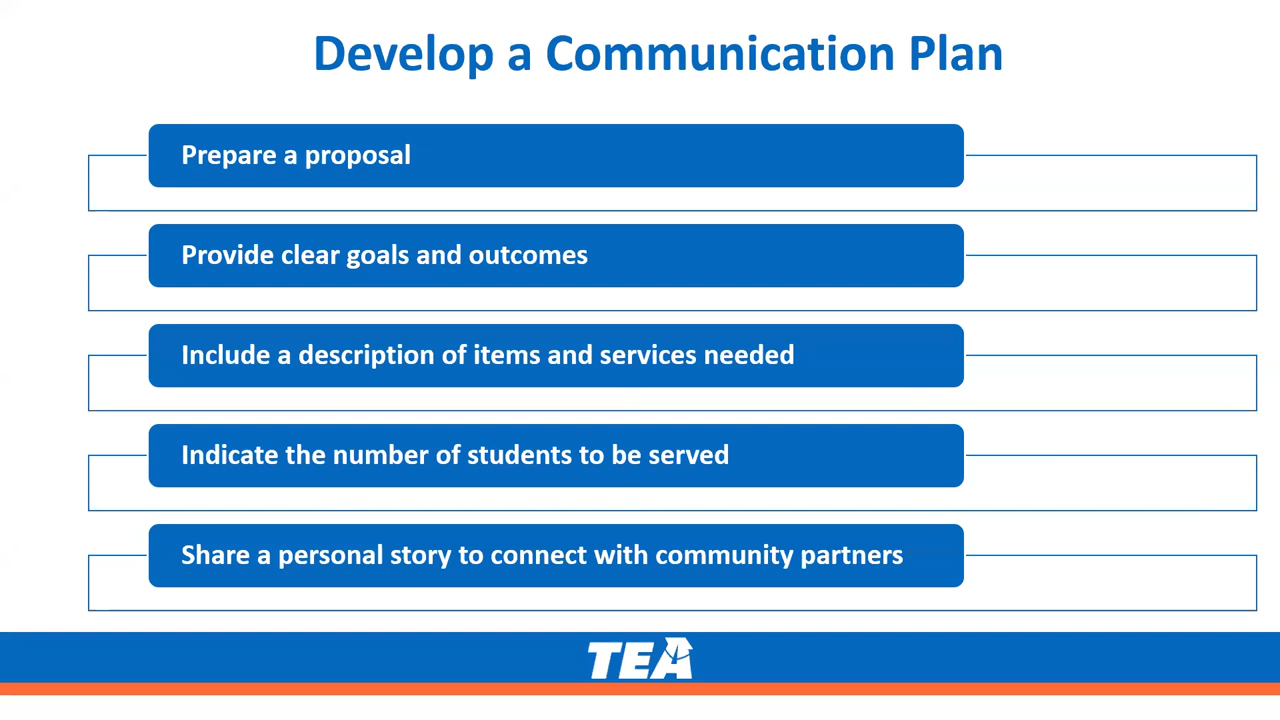 Develop a Communication Plan
Prepare a proposal
Provide clear goals and outcomes
Include a description of items and services needed
Indicate the number of students to be served
Share a personal story to connect with community partners
TEA